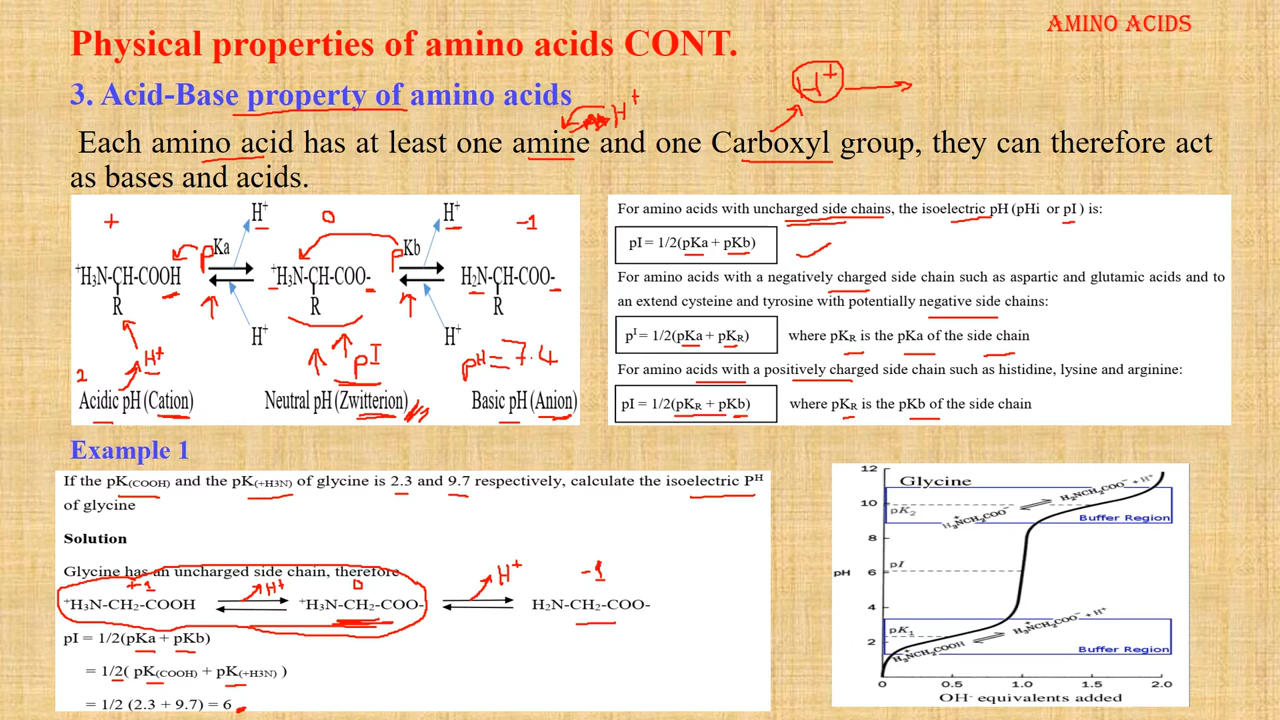 AMINO ACIDS
Physical properties of amino acids CONT.
3. Acid-Base property of amino acids
H+
H+
Each amino acid has at least one amine and one Carboxyl group, they can therefore act
as bases and acids.
+
H+
0
H+
-1
pKa
pKb
+H3N-CH-COOH
+H3N-CH-COO-
H2N-CH-COO-
R
R
R
H+
H+
H+
pI
pH = 7.4
2
Acidic pH (Cation)
Neutral pH (Zwitterion)
Basic pH (Anion)
For amino acids with uncharged side chains, the isoelectric pH (pHi or pI ) is:
pI = 1/2(pKa + pKb)
For amino acids with a negatively charged side chain such as aspartic and glutamic acids and to
an extend cysteine and tyrosine with potentially negative side chains:
pI = 1/2(pKa + pKR)
where pKR is the pKa of the side chain
For amino acids with a positively charged side chain such as histidine, lysine and arginine:
pI = 1/2(pKR + pKb)
where pKR is the pKb of the side chain
Example 1
If the pK(COOH) and the pK(+H3N) of glycine is 2.3 and 9.7 respectively, calculate the isoelectric PH
of glycine
Solution
Glycine has an uncharged side chain, therefore
+1
H+
0
H+
-1
+H3N-CH2-COOH
+H3N-CH2-COO-
H2N-CH2-COO-
pI = 1/2(pKa + pKb)
= 1/2( pK(COOH) + pK(+H3N) )
= 1/2 (2.3 + 9.7) = 6
12
Glycine
H2NCH2COO- + H+
10
pK2
H3NCH2COO-
+
Buffer Region
8
pI
pH
6
4
H3NCH2COO- + H+
+
pK1
2
H3NCH2COOH
+
Buffer Region
0
0
0.5
1.0
1.5
2.0
OH- equivalents added